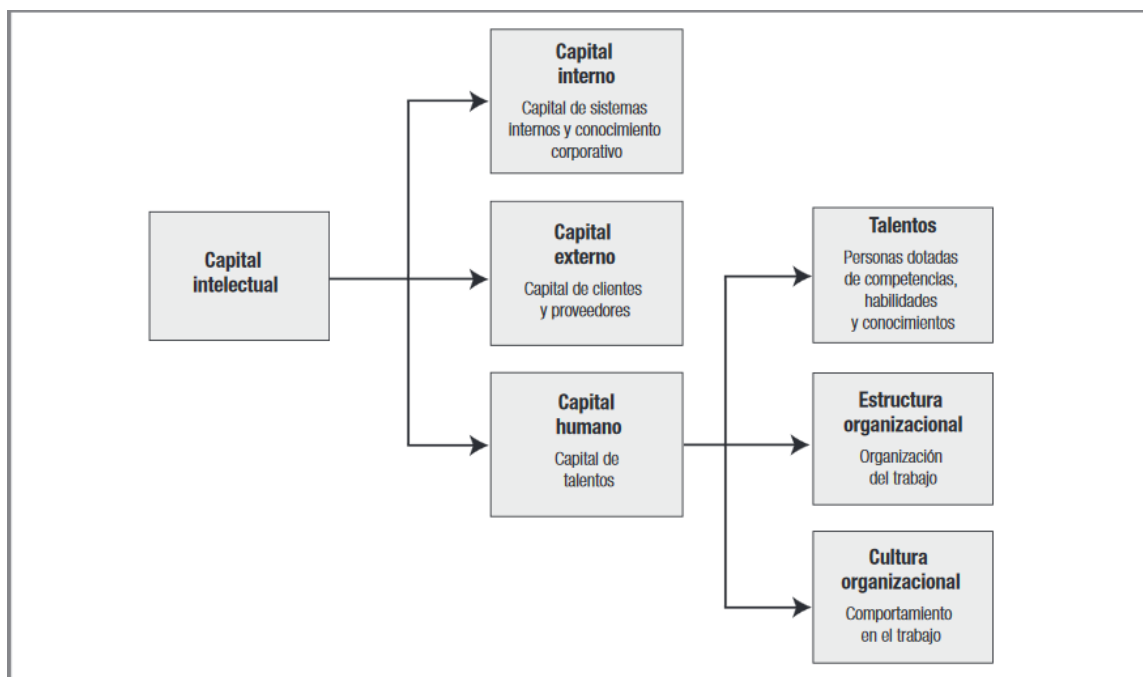 Capital
interno
Capital de sistemas
internos y conocimiento
corporativo
Capital
intelectual
Capital
externo
Capital de clientes
y proveedores
Capital
humano
Capital de
talentos
Talentos
Personas dotadas
de competencias,
habilidades
y conocimientos
Estructura
organizacional
Organización
del trabajo
Cultura
organizacional
Comportamiento
en el trabajo